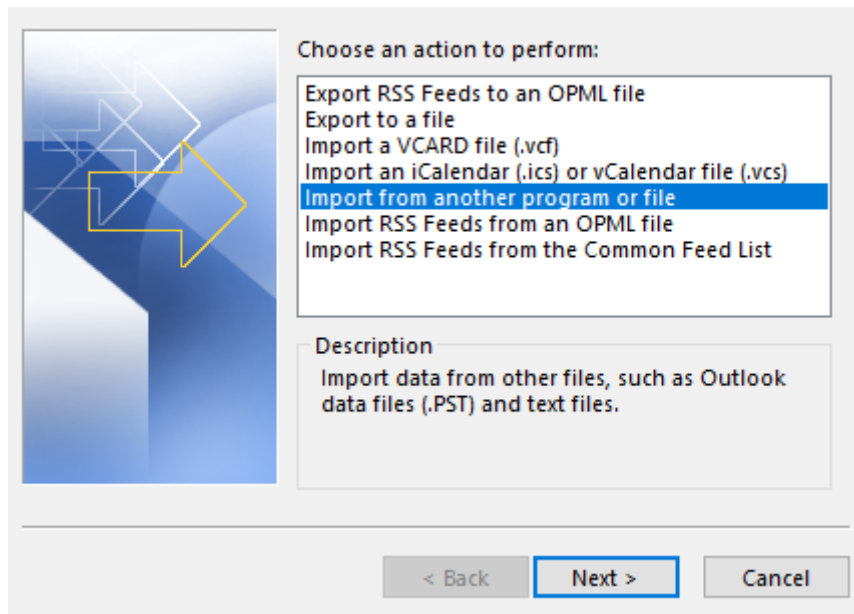 Choose an action to perform:
Export RSS Feeds to an OPML file
Export to a file
Import a VCARD file (.vcf)
Import an iCalendar (.ics) or vCalendar file (.vcs)
Import from another program or file
Import RSS Feeds from an OPML file
Import RSS Feeds from the Common Feed List
Description
Import data from other files, such as Outlook
data files (.PST) and text files.
< Back
Next >
Cancel